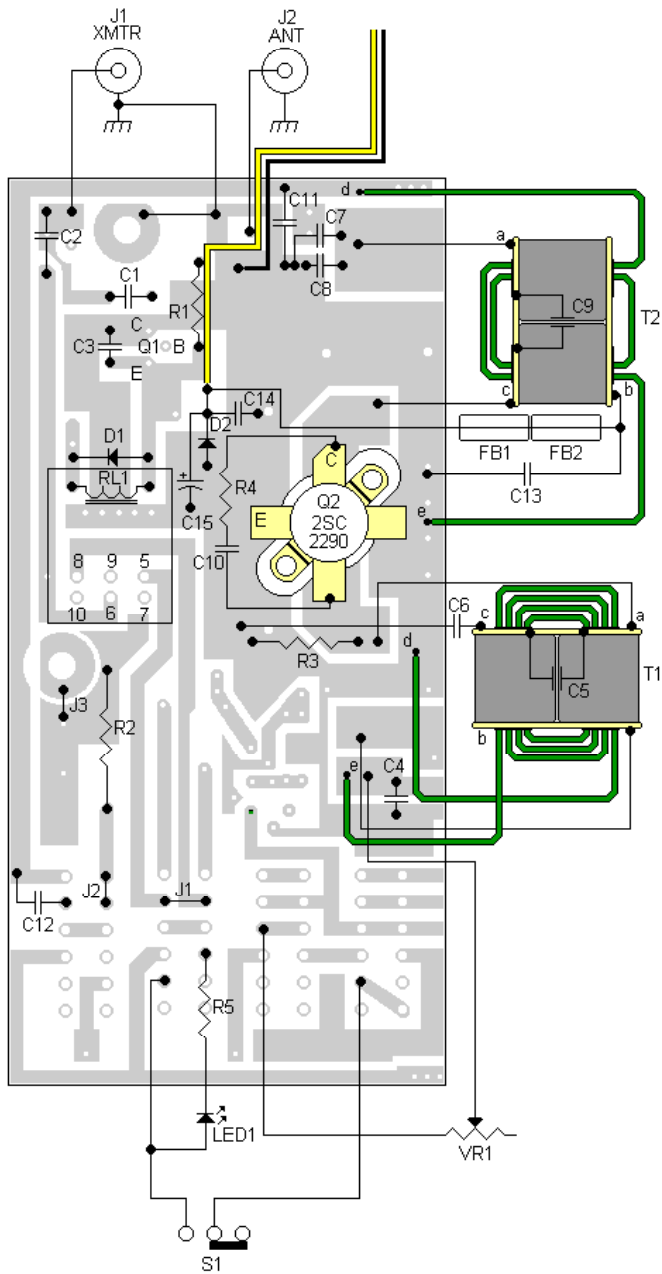 J1
XMTR
J2
ANT
d
C11
C7
C2
a
C1
C8
R1
C9
T2
C
C3
Q1
B
E
c
b
C14
D2
FB1
FB2
D1
C
RL1
R4
C13
Q2
2SC
2290
E
C15
e
C10
8
9
5
10
6
7
C6
c
a
R3
d
T1
C5
J3
R2
b
e
C4
J2
J1
C12
R5
LED1
VR1
S1